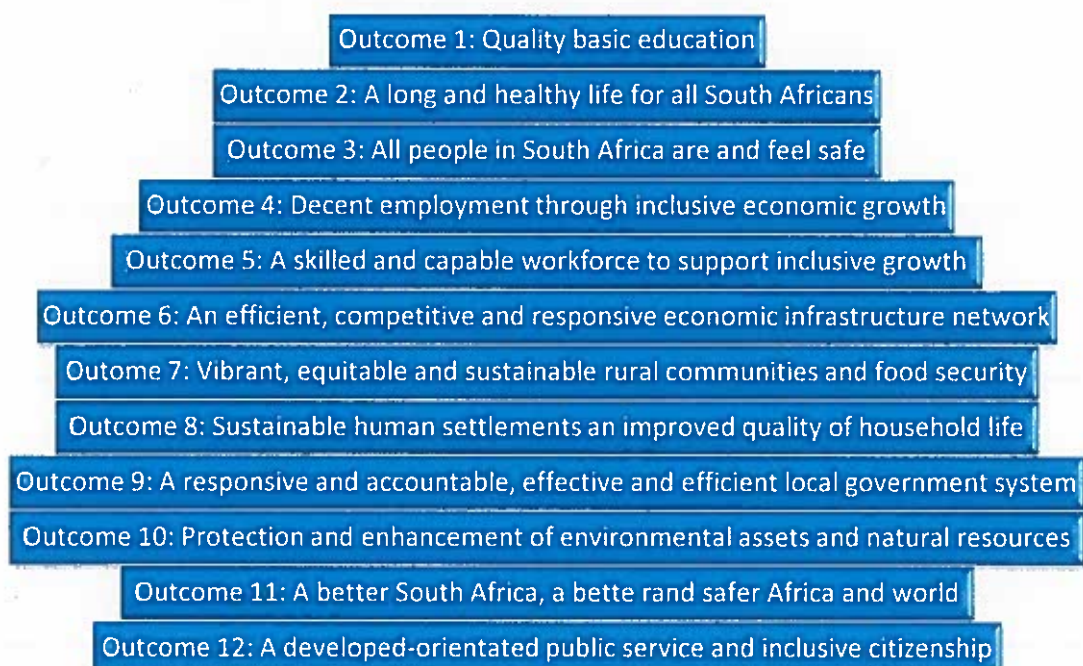 Outcome 1: Quality basic education
Outcome 2: A long and healthy life for all South Africans
Outcome 3: All people in South Africa are and feel safe
Outcome 4: Decent employment through inclusive economic growth
Outcome 5: A skilled and capable workforce to support inclusive growth
Outcome 6: An efficient, competitive and responsive economic infrastructure network
Outome 7: Vibrant, equitable and sustainable rural communities and food security
Outcome 8: Sustainable human settlements an improved quality of household life
Outcome 9: A responsive and accountable, effective and efficient local government system
Outcome 10: Protection and enhancement of environmental assets and natural resources
Outcome 11: A better South Africa, a bette rand safer Africa and world
Outcome 12: A developed-orientated public service and inclusive citizenship